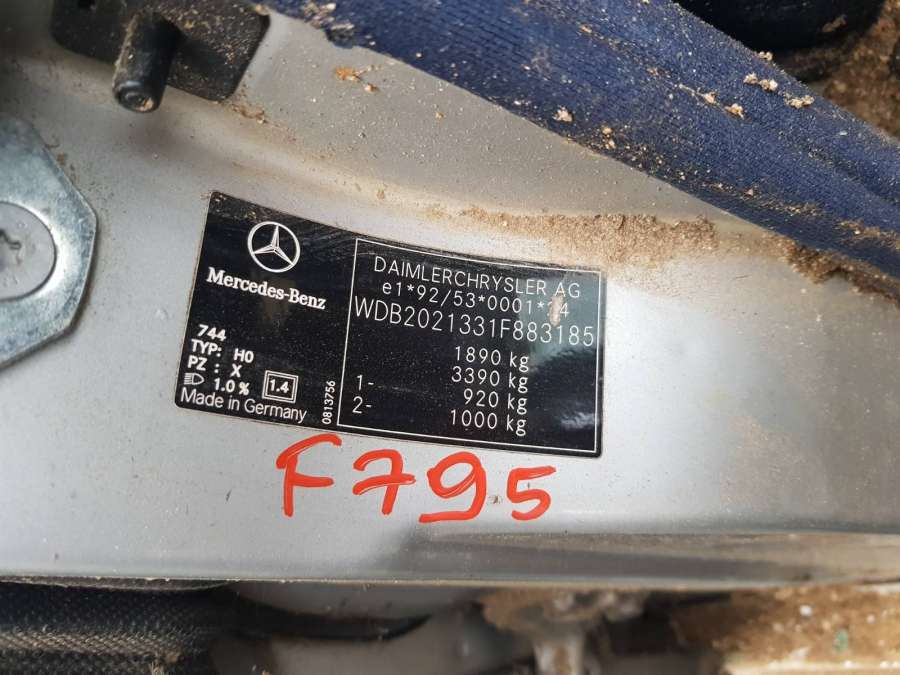 Mercedes-Benz
744
TYP: H0
PZ : X
1.0 % 1.4
Made in Germany
0813756
DAIMLERCHRYSLER AG
e1*92/53*0001*24
WDB2021331F883185
1890 kg
3390 kg
1- 920 kg
2- 1000 kg
F795